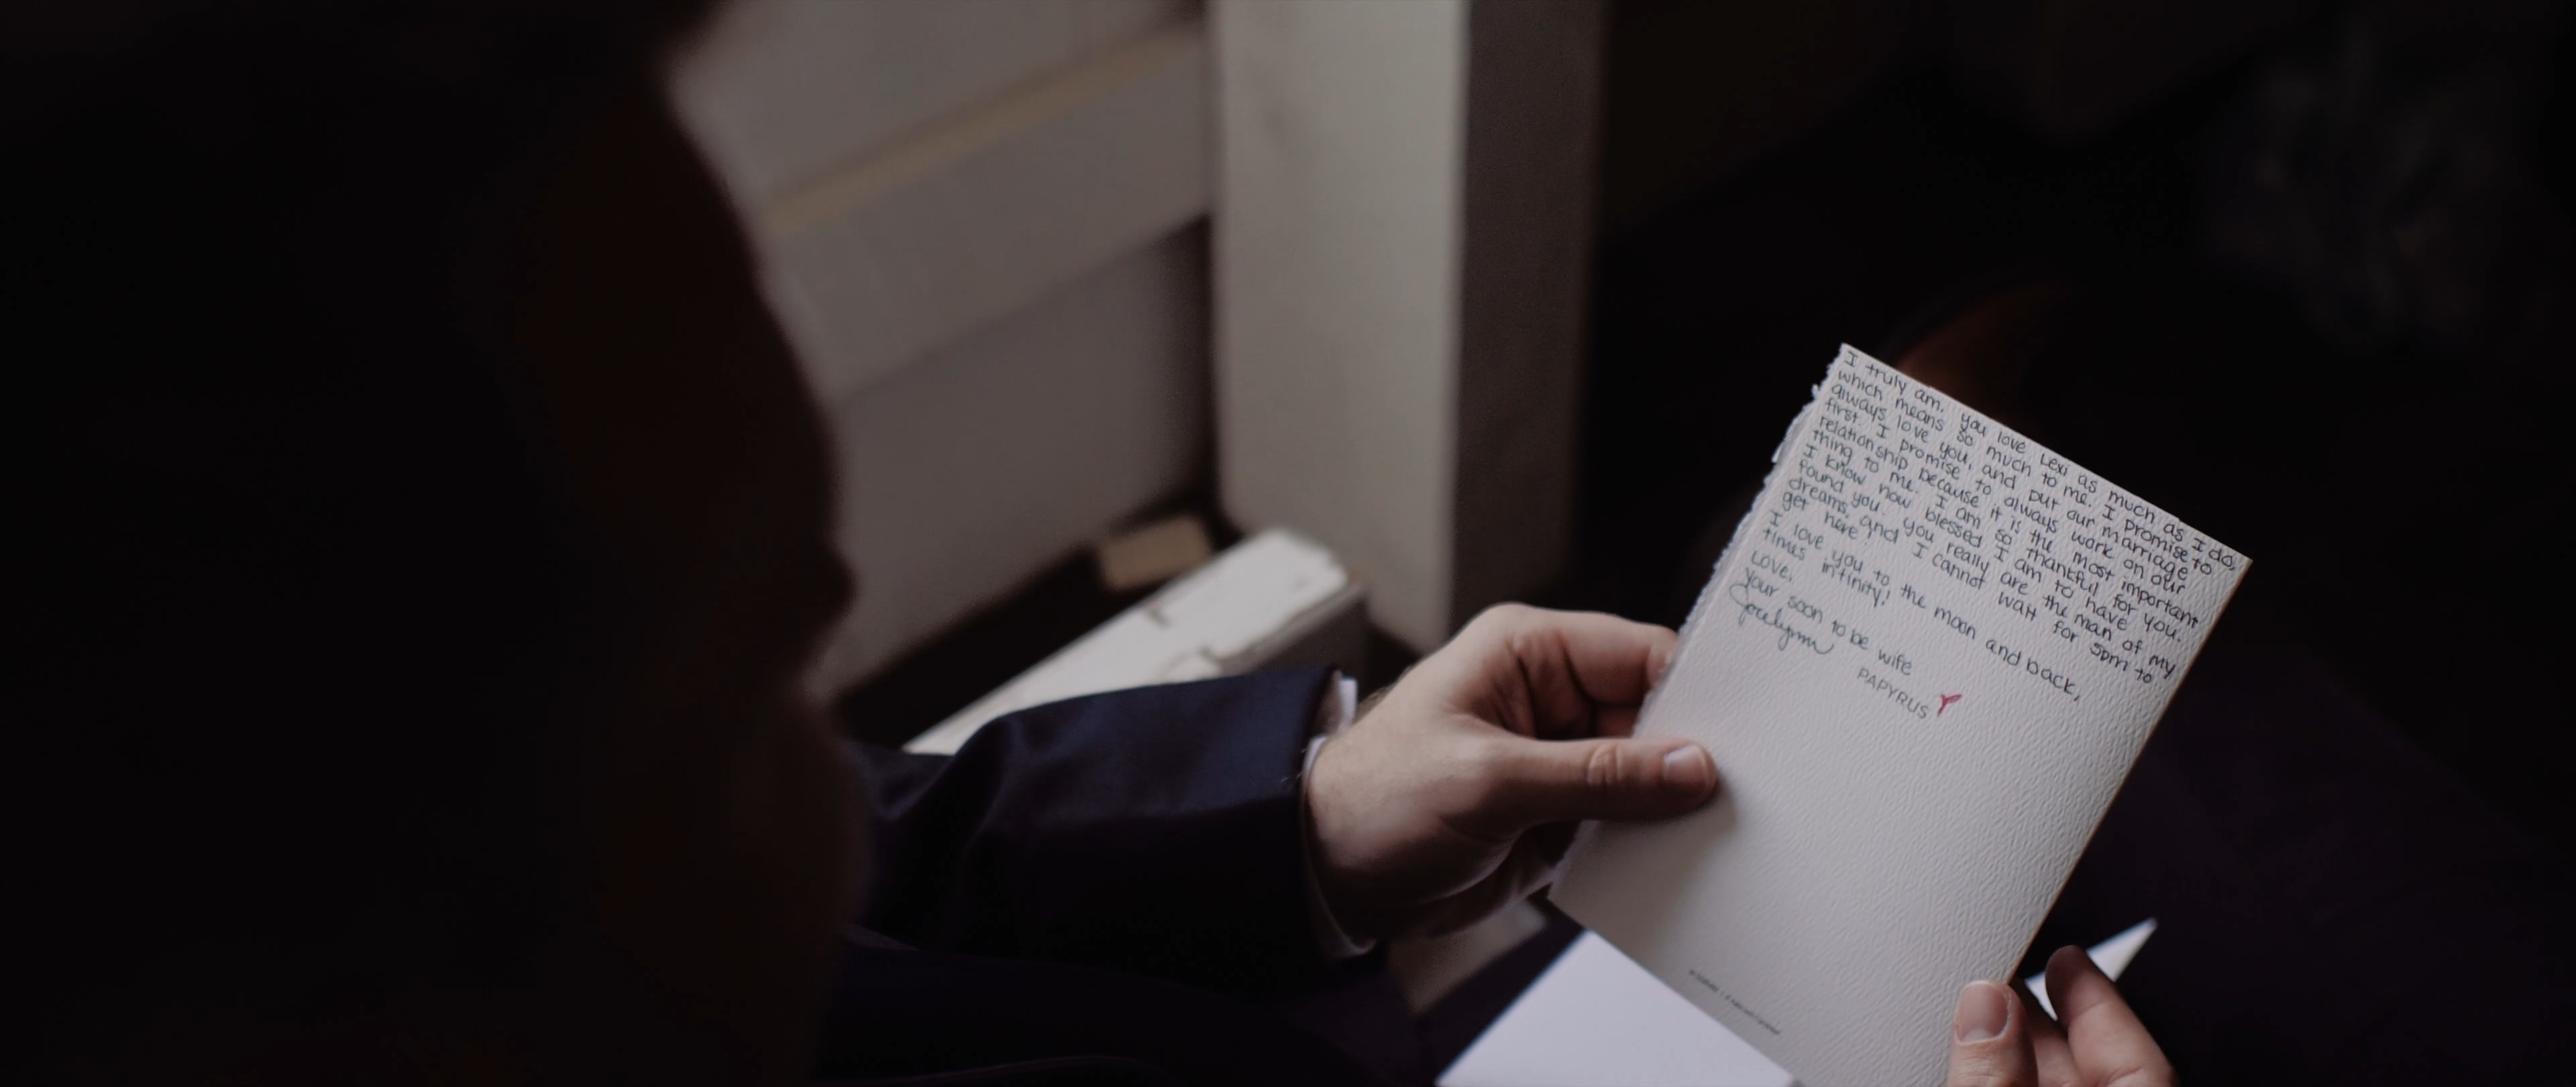 I truly am. you love Lexi as much as I do,
which means so much to me. I promise to
always love you, and put our marriage
first. I promise to always work on our
relationship because it is the most important
thing to me. I am so thankful for you.
I know how blessed I am to have
found you. you really are the man of my
dreams, and I cannot wait for 5pm to
get here!
I love you to the moon and back,
times infinity!
Love,
your soon to be wife
Jocelynn
PAPYRUS